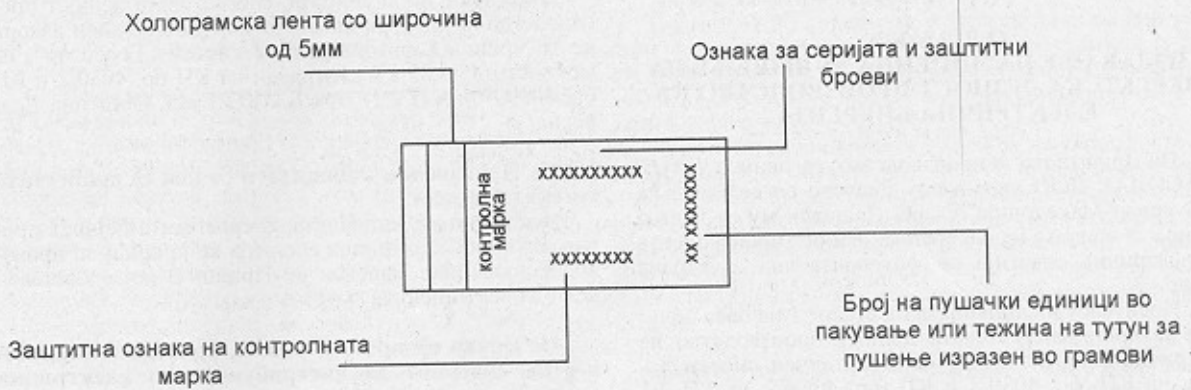 Холограмска лента со широчина
од 5мм
Ознака за серијата и заштитни
броеви
контролна
марка
xxxxxxxxxx
xxxxxxxx
xx xxxxxxx
Број на пушачки единици во
пакување или тежина на тутун за
пушење изразен во грамови
Заштитна ознака на контролната
марка